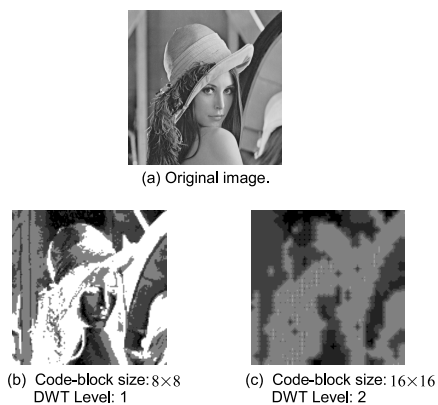 (a) Original image.
(b) Code-block size: 8×8
DWT Level: 1
(c) Code-block size: 16×16
DWT Level: 2